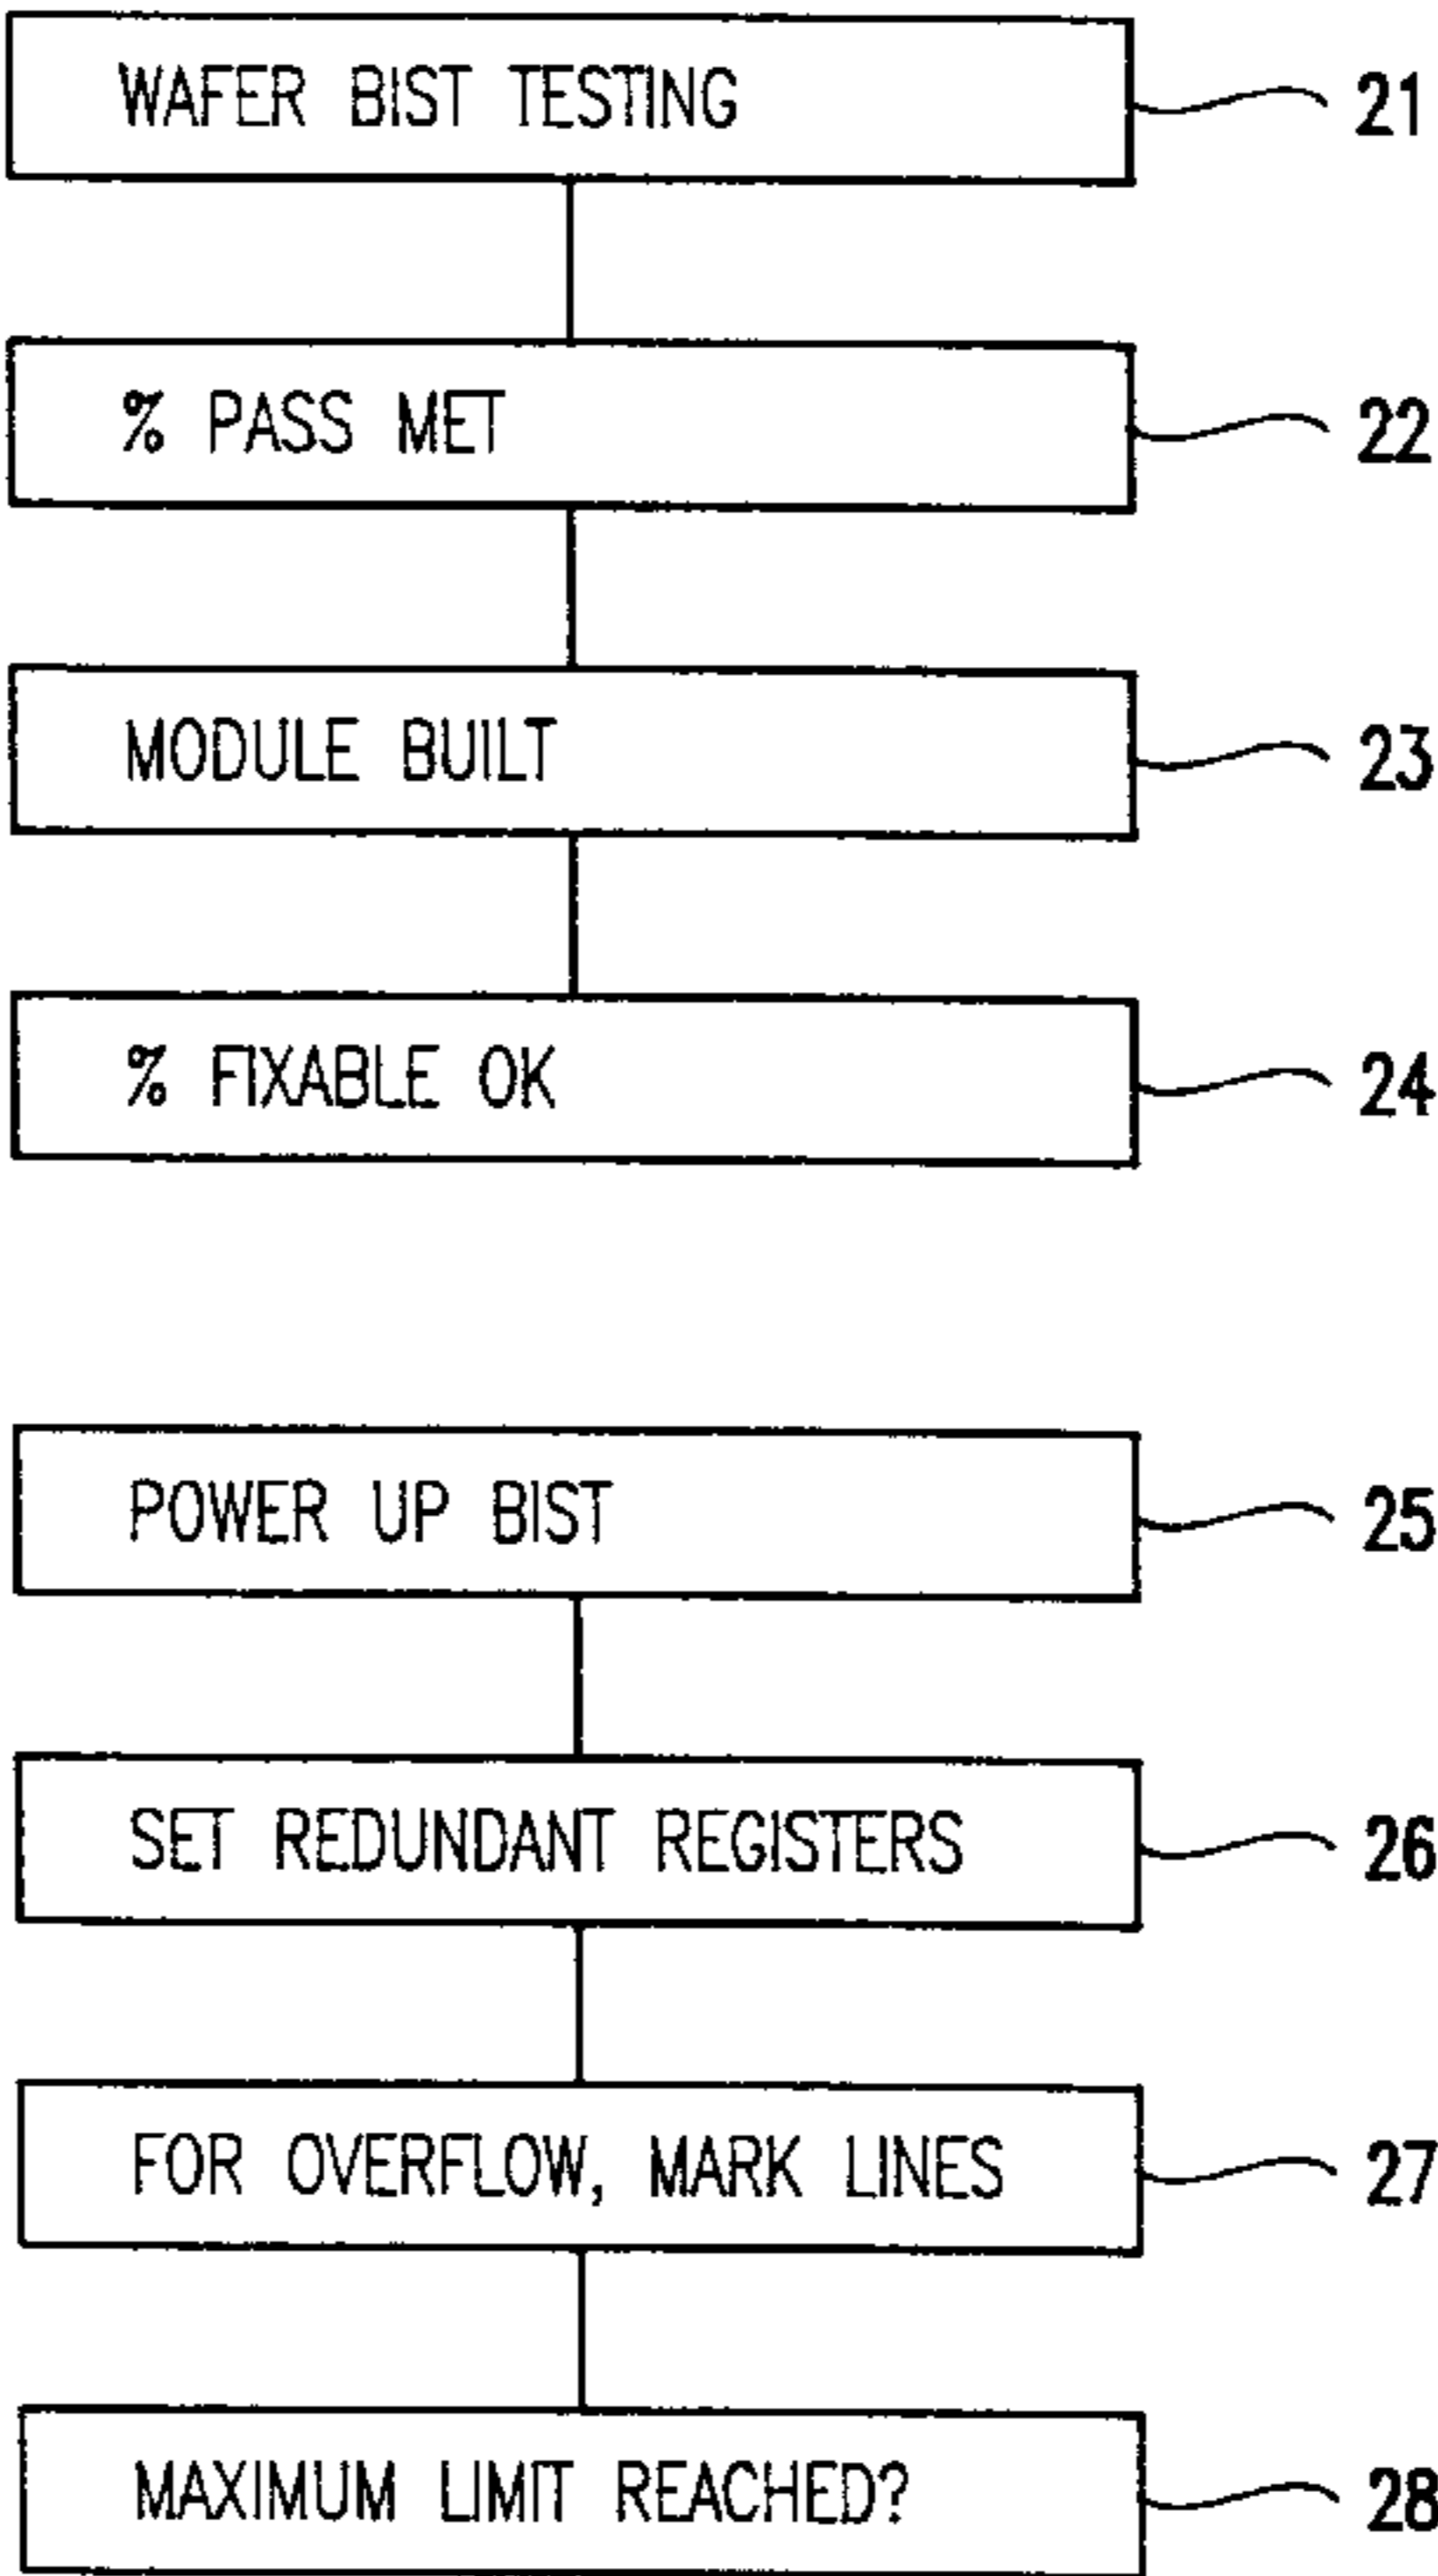 WAFER BIST TESTING 21
% PASS MET 22
MODULE BUILT 23
% FIXABLE OK 24
POWER UP BIST 25
SET REDUNDANT REGISTERS 26
FOR OVERFLOW, MARK LINES 27
MAXIMUM LIMIT REACHED? 28